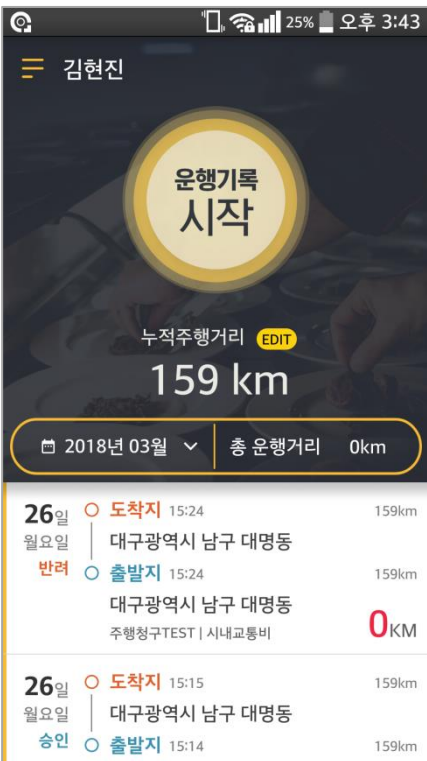 25% 오후 3:43
김현진
운행기록
시작
누적주행거리 EDIT
159 km
2018년 03월 총 운행거리 0km
26일 도착지 15:24 159km
월요일 대구광역시 남구 대명동
반려 출발지 15:24 159km
대구광역시 남구 대명동
주행청구TEST | 시내교통비 0KM
26일 도착지 15:15 159km
월요일 대구광역시 남구 대명동
승인 출발지 15:14 159km